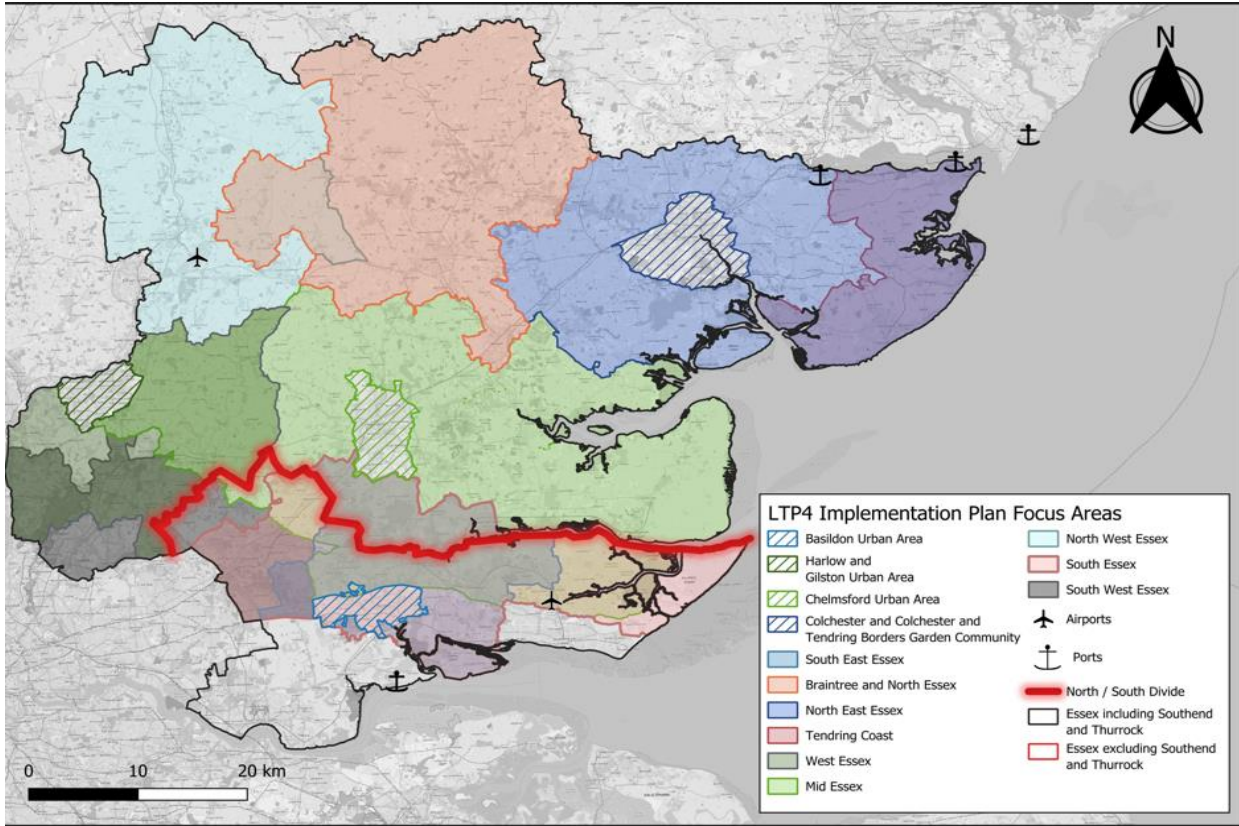 N
LTP4 Implementation Plan Focus Areas
Basildon Urban Area
Harlow and
Gilston Urban Area
Chelmsford Urban Area
Colchester and Colchester and
Tendring Borders Garden Community
South East Essex
Braintree and North Essex
North East Essex
Tendring Coast
West Essex
Mid Essex
North West Essex
South Essex
South West Essex
Airports
Ports
North / South Divide
Essex including Southend
and Thurrock
Essex excluding Southend
and Thurrock
0 10 20 km